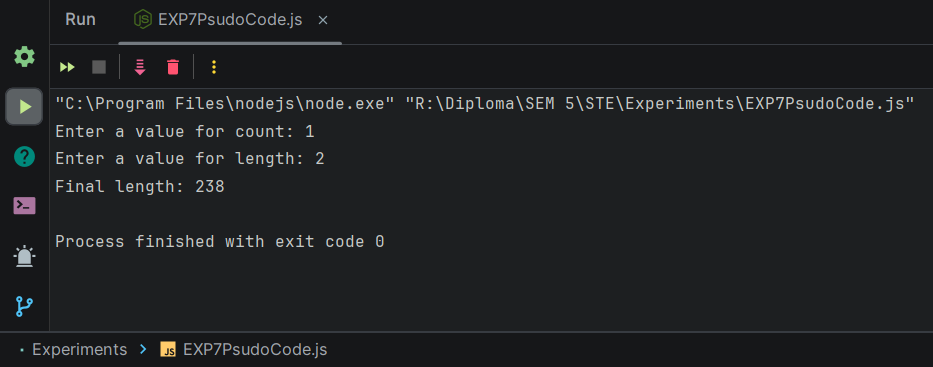 Run EXP7PsudoCode.js
"C:\Program Files\nodejs\node.exe" "R:\Diploma\SEM 5\STE\Experiments\EXP7PsudoCode.js"
Enter a value for count: 1
Enter a value for length: 2
Final length: 238
Process finished with exit code 0
Experiments > JS EXP7PsudoCode.js